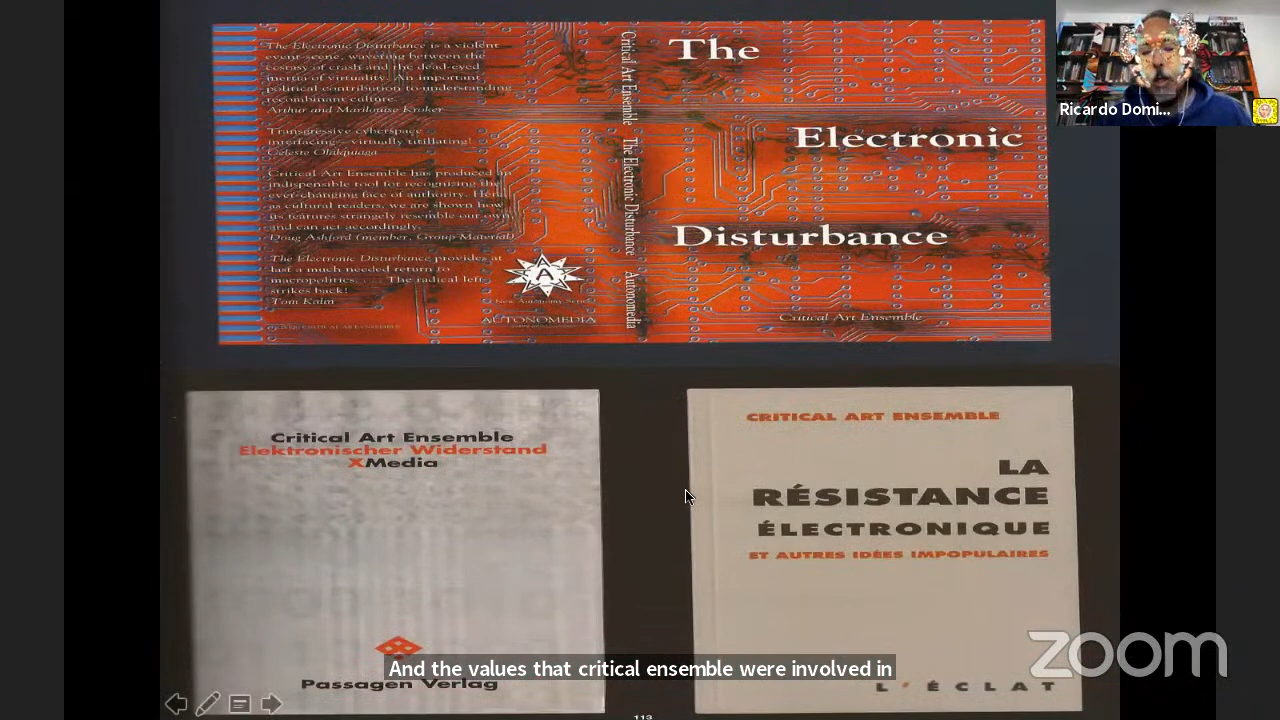 The Electronic Disturbance is a violent
event-scene, wavering between the
ecstasy of crash and the dead-eyed
inertia of virtuality. An important
political contribution to understanding
recombinant culture.
Arthur and Marilouise Kroker
Transgressive cyberspace
interfacing—virtually titillating!
Celeste Olalquiaga
Critical Art Ensemble has produced an
indispensable tool for recognizing the
ever-changing face of authority. Here
as cultural readers, we are shown how
its features strangely resemble our own
and can act accordingly.
Doug Ashford (member, Group Material)
The Electronic Disturbance provides at
last a much needed return to
macropolitics. . . . The radical left
strikes back!
Tom Kalin
A
New Autonomy Series
AUTONOMEDIA
Critical Art Ensemble The Electronic Disturbance Autonomedia
The
Electronic
Disturbance
Critical Art Ensemble
Ricardo Domi...
Critical Art Ensemble
Elektronischer Widerstand
XMedia
Passagen Verlag
CRITICAL ART ENSEMBLE
LA
RÉSISTANCE
ÉLECTRONIQUE
ET AUTRES IDÉES IMPOPULAIRES
L'ÉCLAT
And the values that critical ensemble were involved in
113
zoom